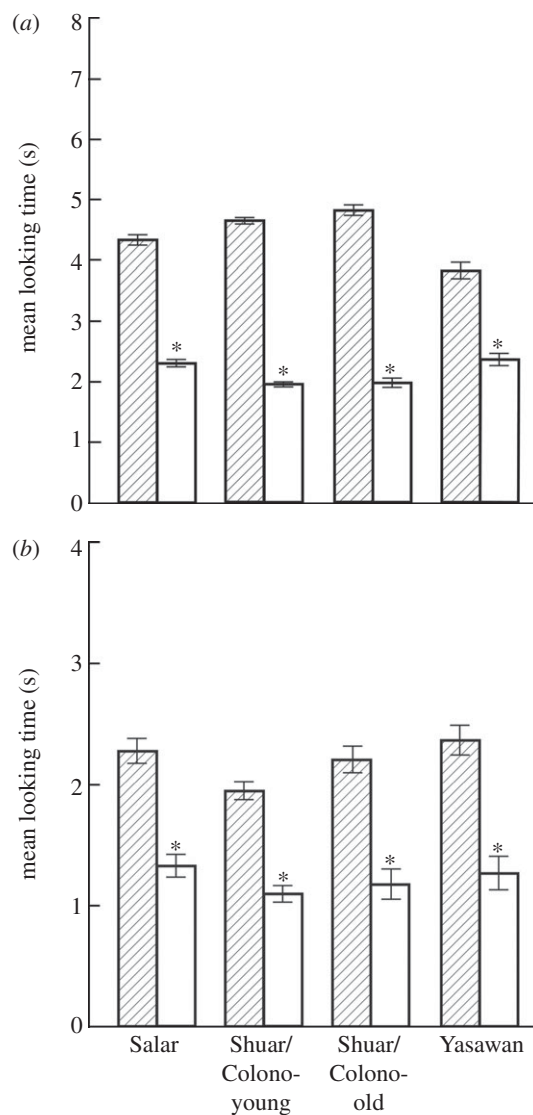 (a)
8
7
6
5
4
3
2
1
0
mean looking time (s)
* * * *
(b)
4
3
2
1
0
mean looking time (s)
* * * *
Salar
Shuar/
Colono-
young
Shuar/
Colono-
old
Yasawan